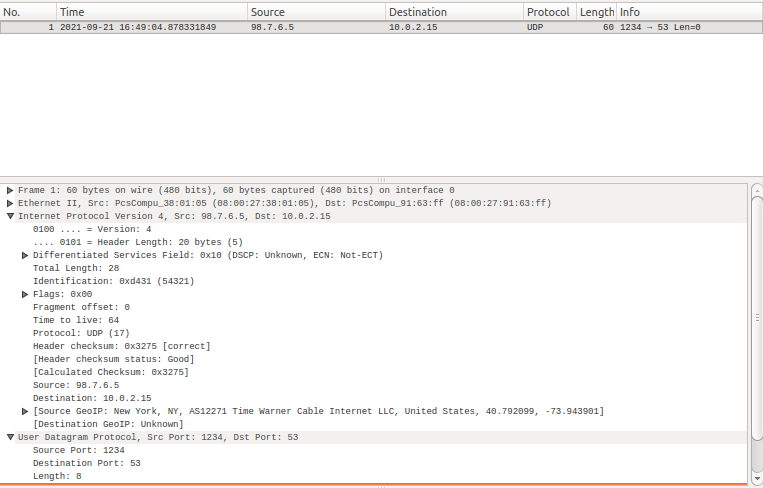 No. Time Source Destination Protocol Length Info
1 2021-09-21 16:49:04.878331849 98.7.6.5 10.0.2.15 UDP 60 1234 → 53 Len=0
Frame 1: 60 bytes on wire (480 bits), 60 bytes captured (480 bits) on interface 0
Ethernet II, Src: PcsCompu_38:01:05 (08:00:27:38:01:05), Dst: PcsCompu_91:63:ff (08:00:27:91:63:ff)
Internet Protocol Version 4, Src: 98.7.6.5, Dst: 10.0.2.15
0100 .... = Version: 4
.... 0101 = Header Length: 20 bytes (5)
Differentiated Services Field: 0x10 (DSCP: Unknown, ECN: Not-ECT)
Total Length: 28
Identification: 0xd431 (54321)
Flags: 0x00
Fragment offset: 0
Time to live: 64
Protocol: UDP (17)
Header checksum: 0x3275 [correct]
[Header checksum status: Good]
[Calculated Checksum: 0x3275]
Source: 98.7.6.5
Destination: 10.0.2.15
[Source GeoIP: New York, NY, AS12271 Time Warner Cable Internet LLC, United States, 40.792099, -73.943901]
[Destination GeoIP: Unknown]
User Datagram Protocol, Src Port: 1234, Dst Port: 53
Source Port: 1234
Destination Port: 53
Length: 8